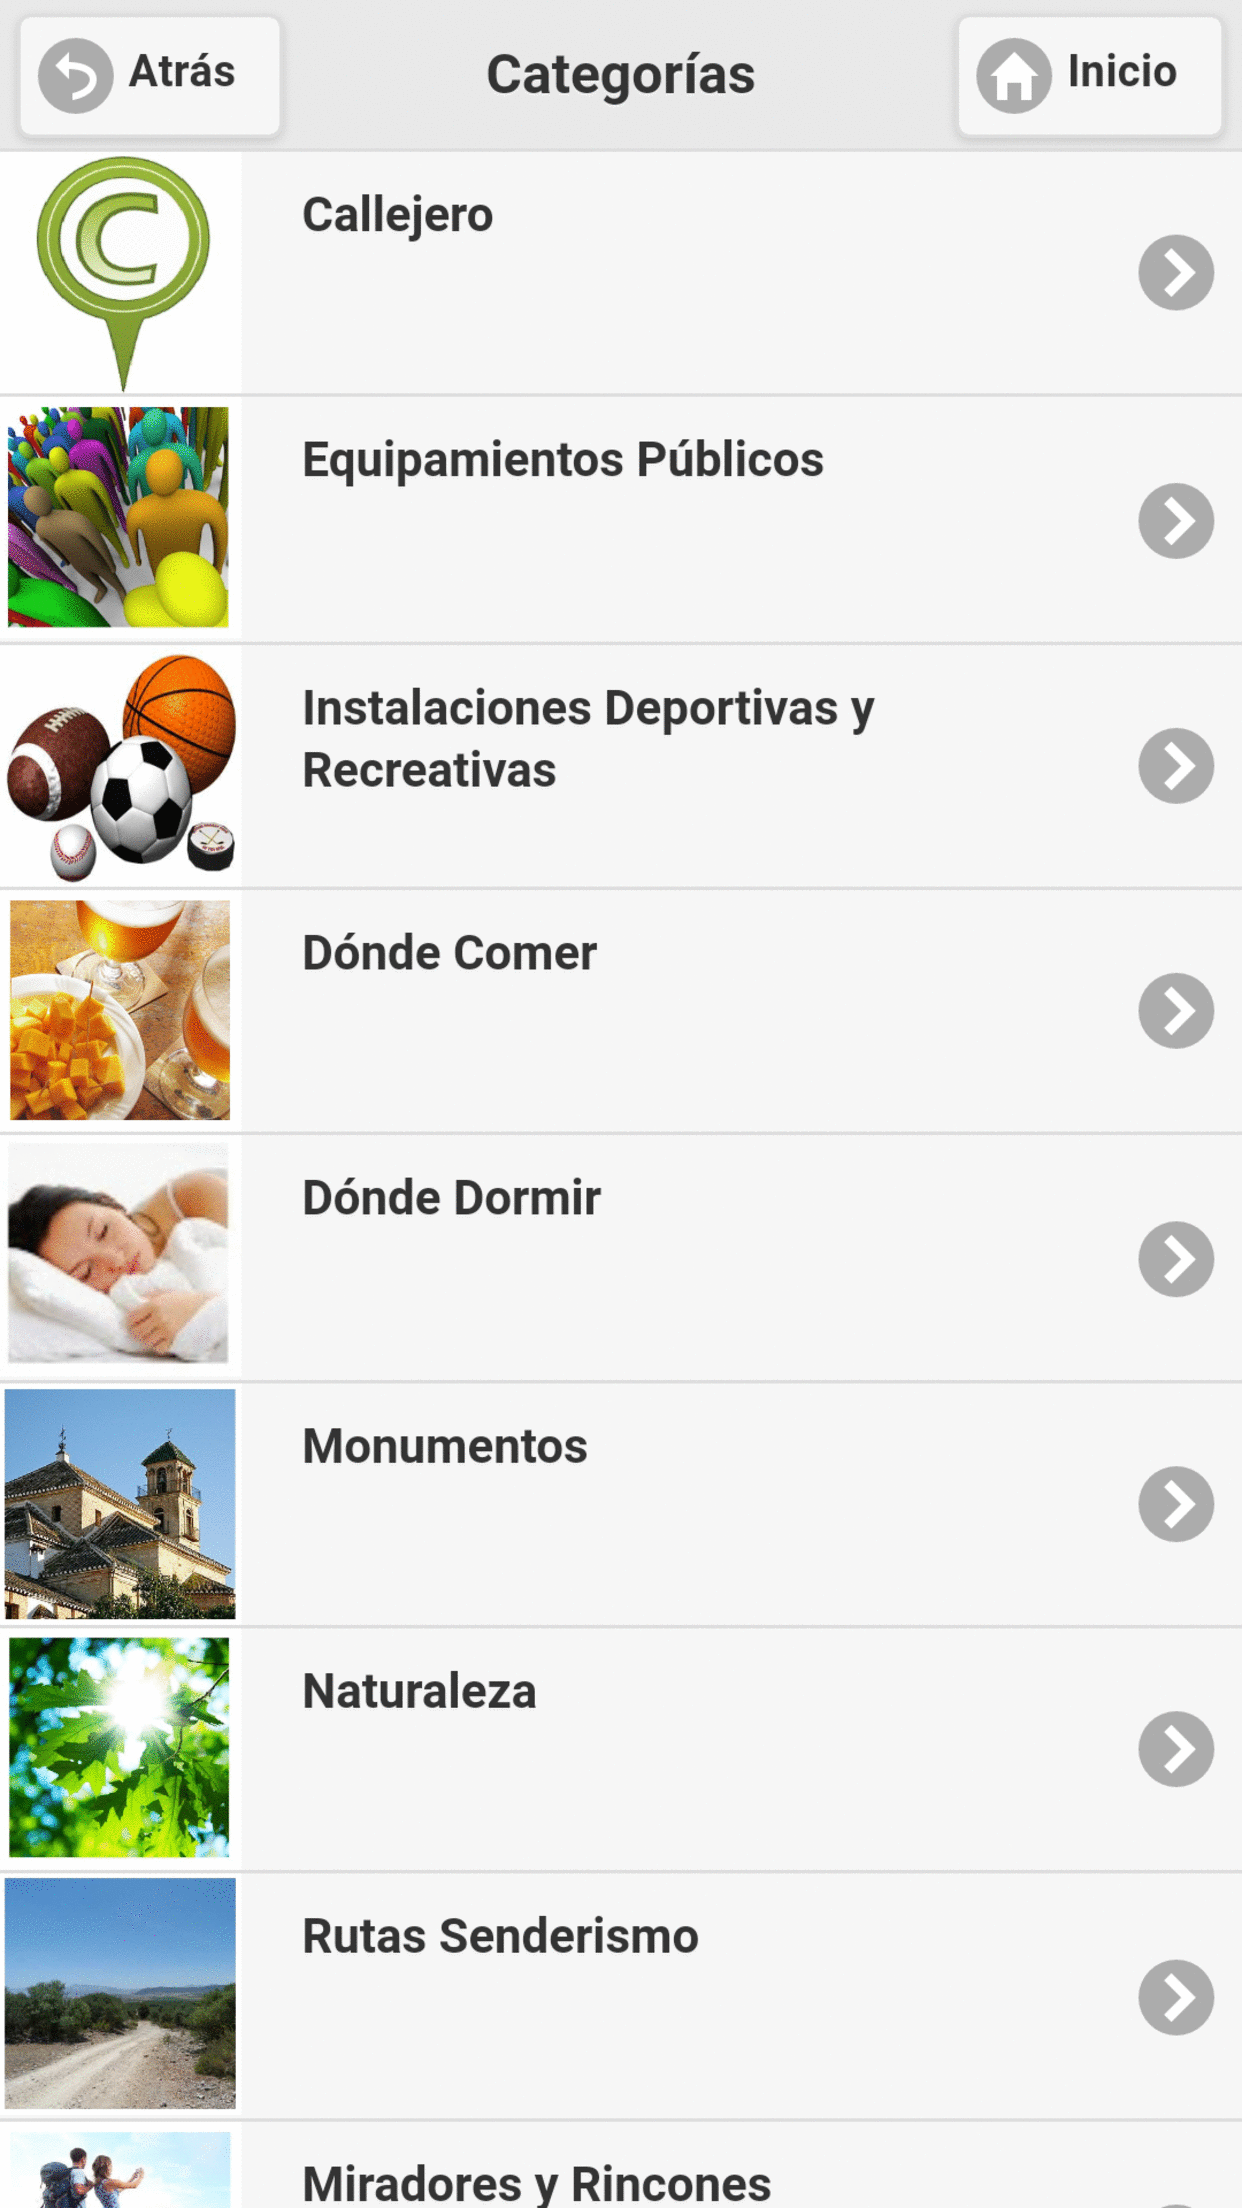 Atrás
Categorías
Inicio
C
Callejero
Equipamientos Públicos
Instalaciones Deportivas y
Recreativas
Dónde Comer
Dónde Dormir
Monumentos
Naturaleza
Rutas Senderismo
Miradores y Rincones